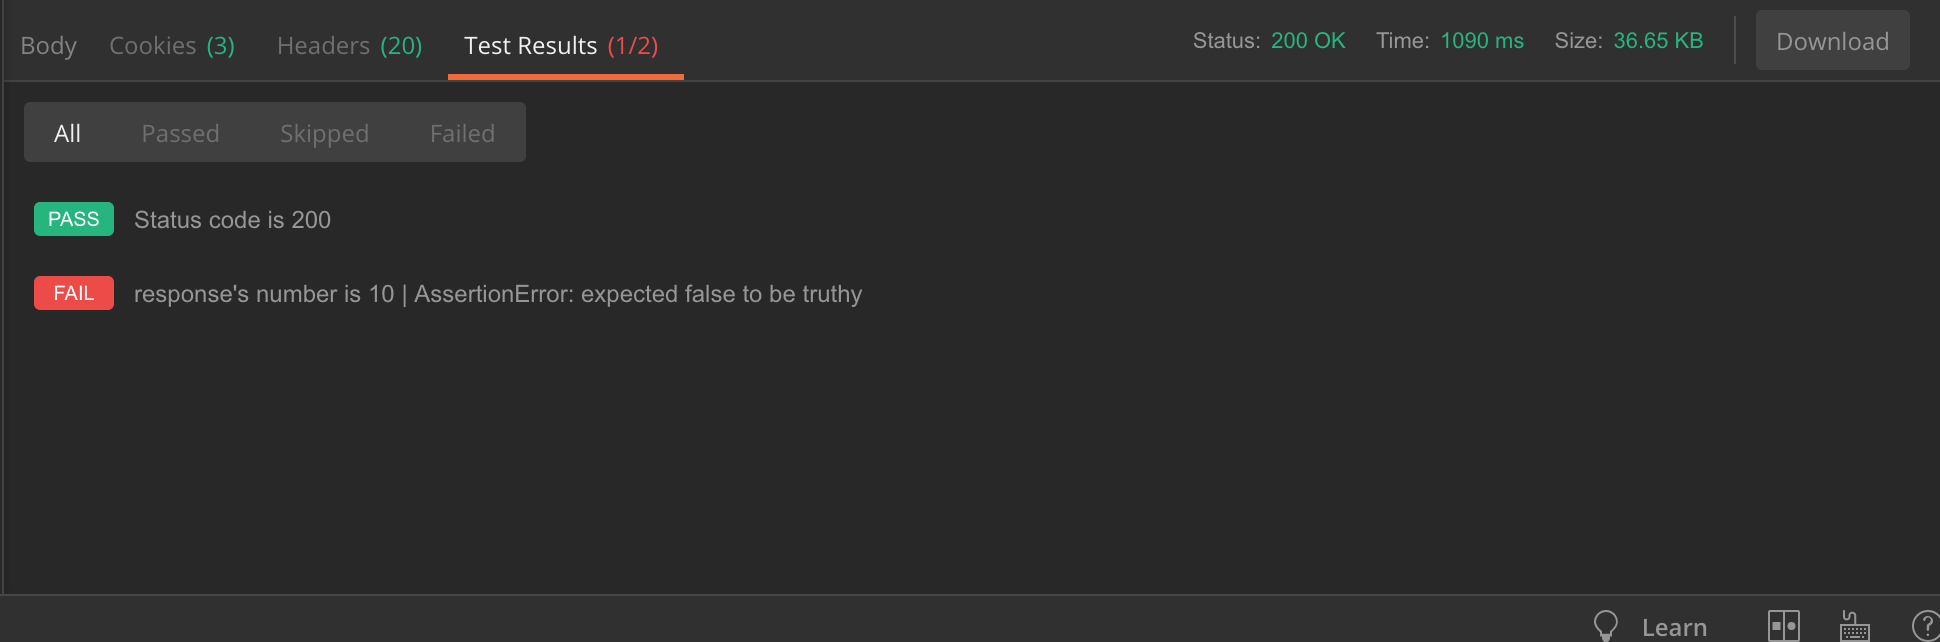 Body Cookies (3) Headers (20) Test Results (1/2) Status: 200 OK Time: 1090 ms Size: 36.65 KB Download
All Passed Skipped Failed
PASS Status code is 200
FAIL response's number is 10 | AssertionError: expected false to be truthy
Learn ?